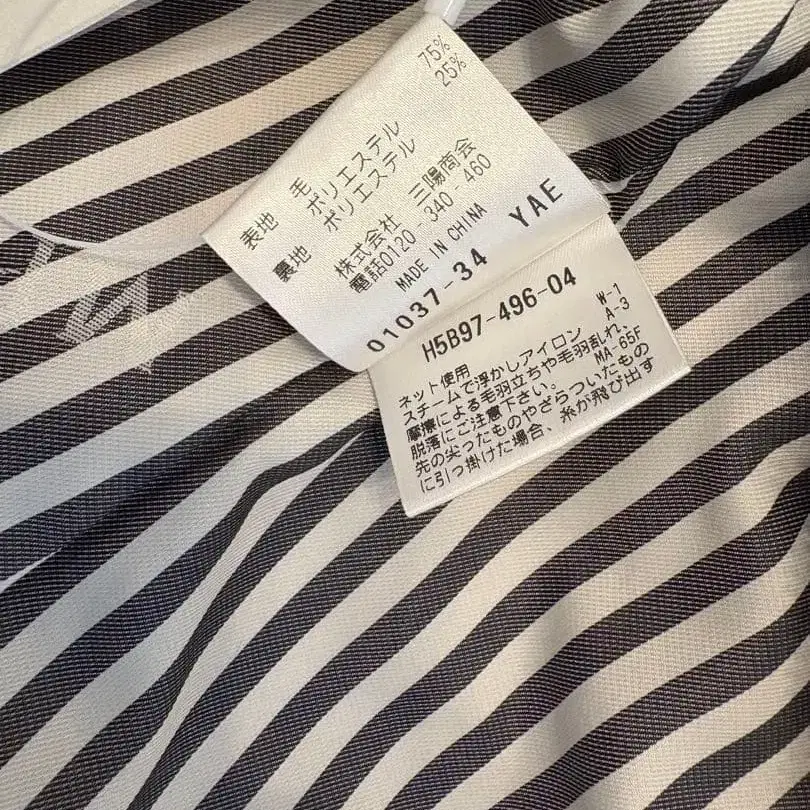 表地 毛 75%
ポリエステル 25%
裏地 ポリエステル
株式会社 三陽商会
電話0120-340-460
MADE IN CHINA
01037-34 YAE
H5B97-496-04
W-1
A-3
MA-65F
ネット使用
スチームで浮かしアイロン
摩擦による毛羽立ちや毛羽乱れ、
脱落にご注意下さい。
先の尖ったものやざらついたもの
に引っ掛けた場合、糸が飛び出す